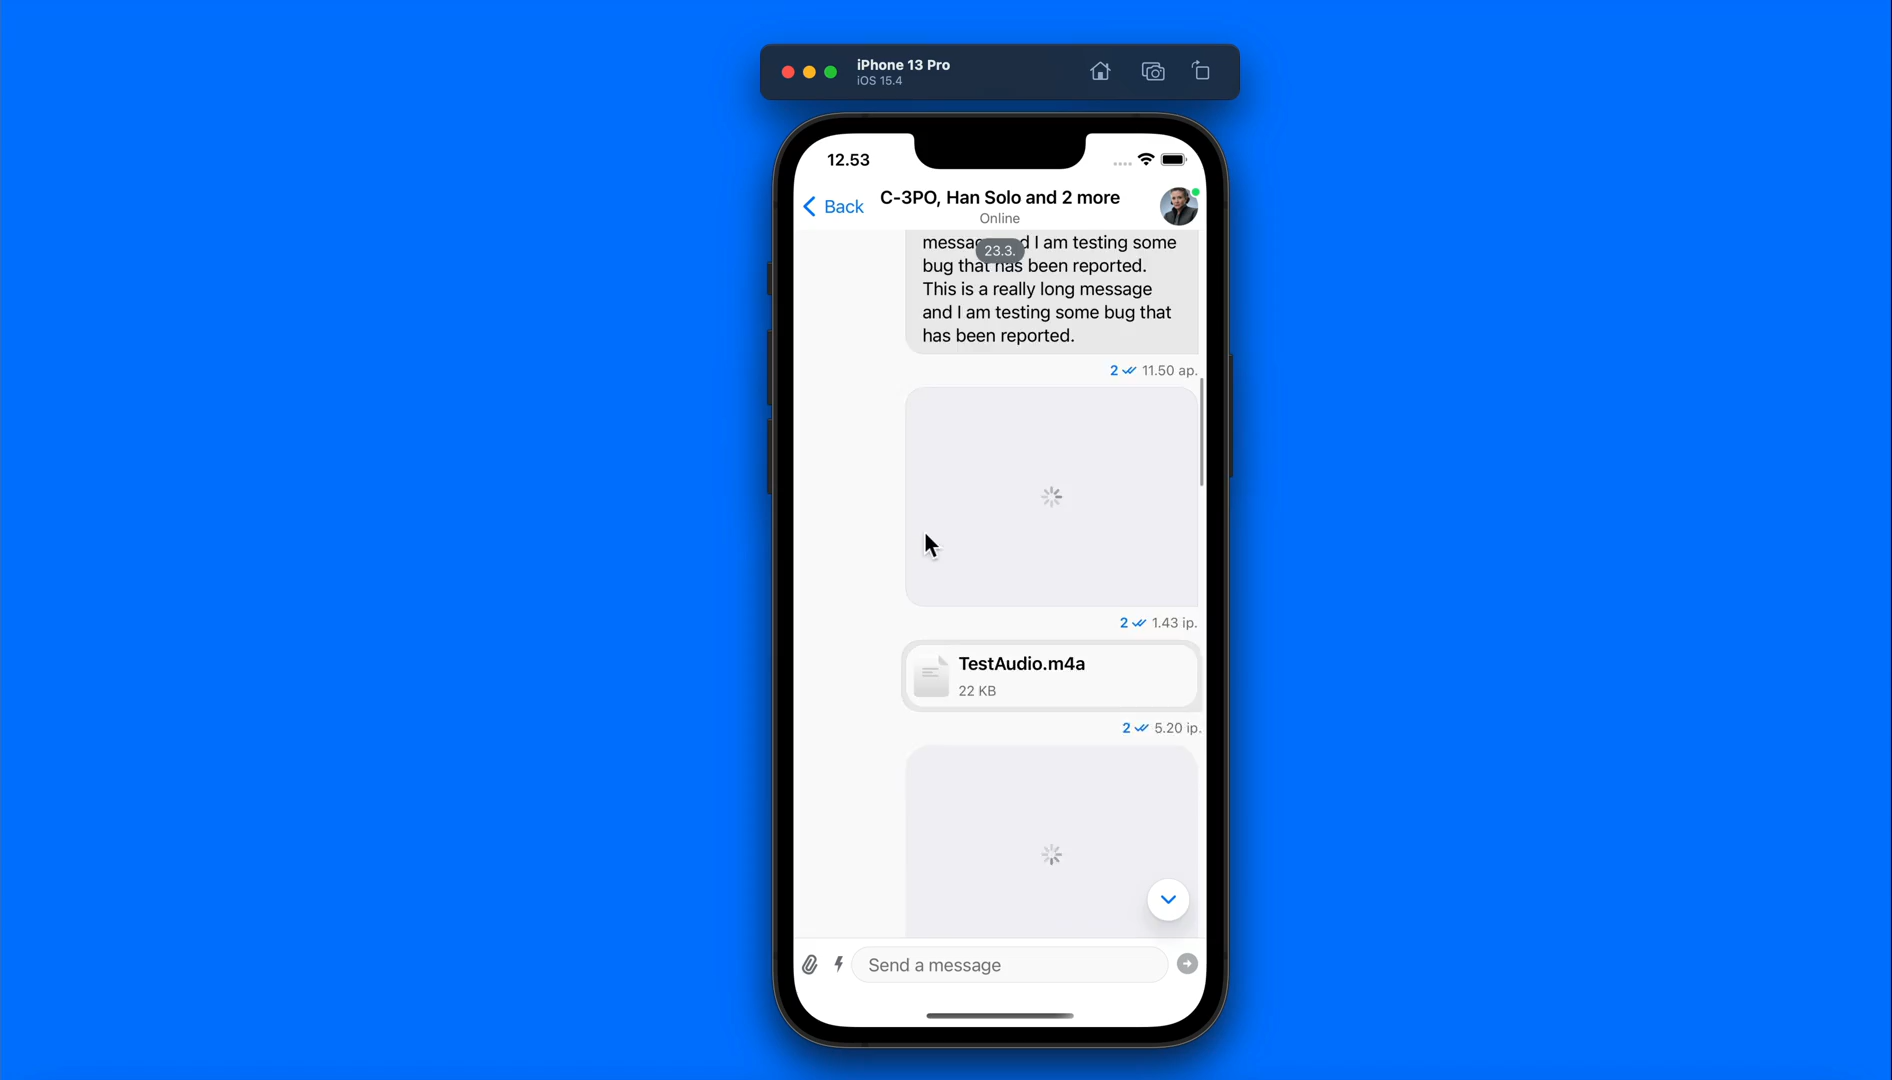 iPhone 13 Pro
iOS 15.4
12.53
Back
C-3PO, Han Solo and 2 more
Online
23.3.
I am testing some
bug that has been reported.
This is a really long message
and I am testing some bug that
has been reported.
2 11.50 ap.
2 1.43 ip.
TestAudio.m4a
22 KB
2 5.20 ip.
Send a message